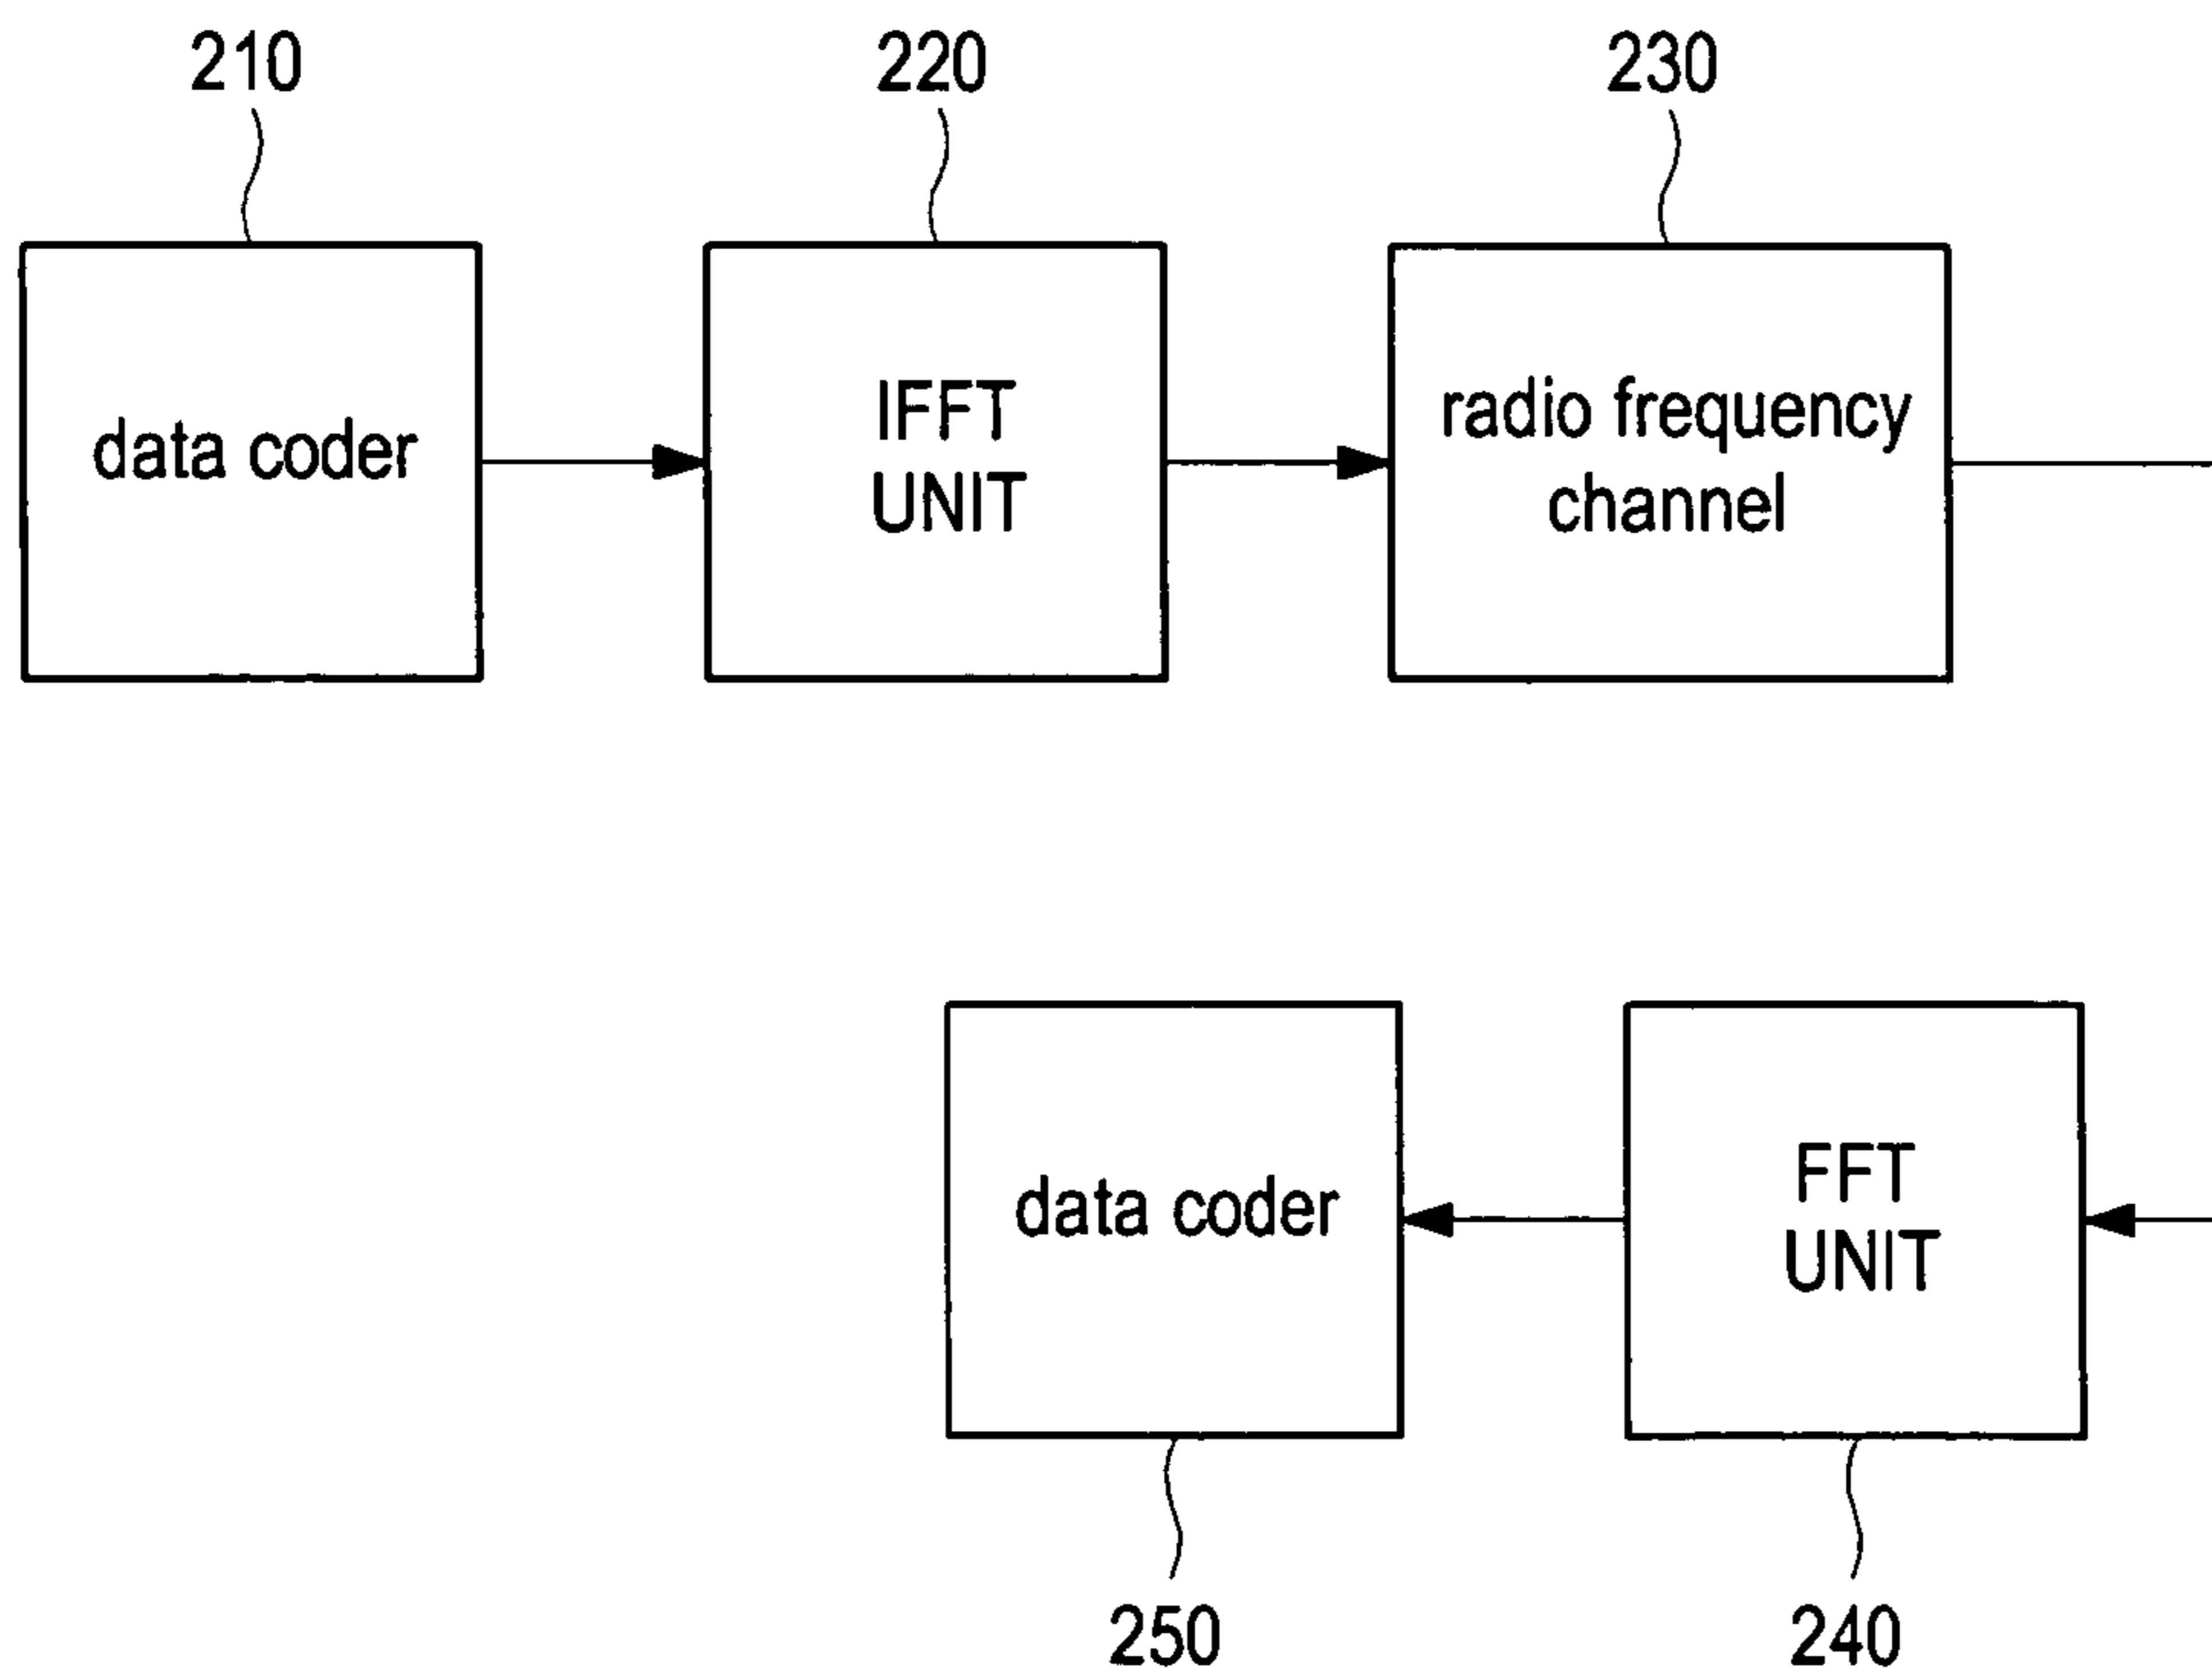 210
220
230
data coder
IFFT
UNIT
radio frequency
channel
data coder
FFT
UNIT
250
240